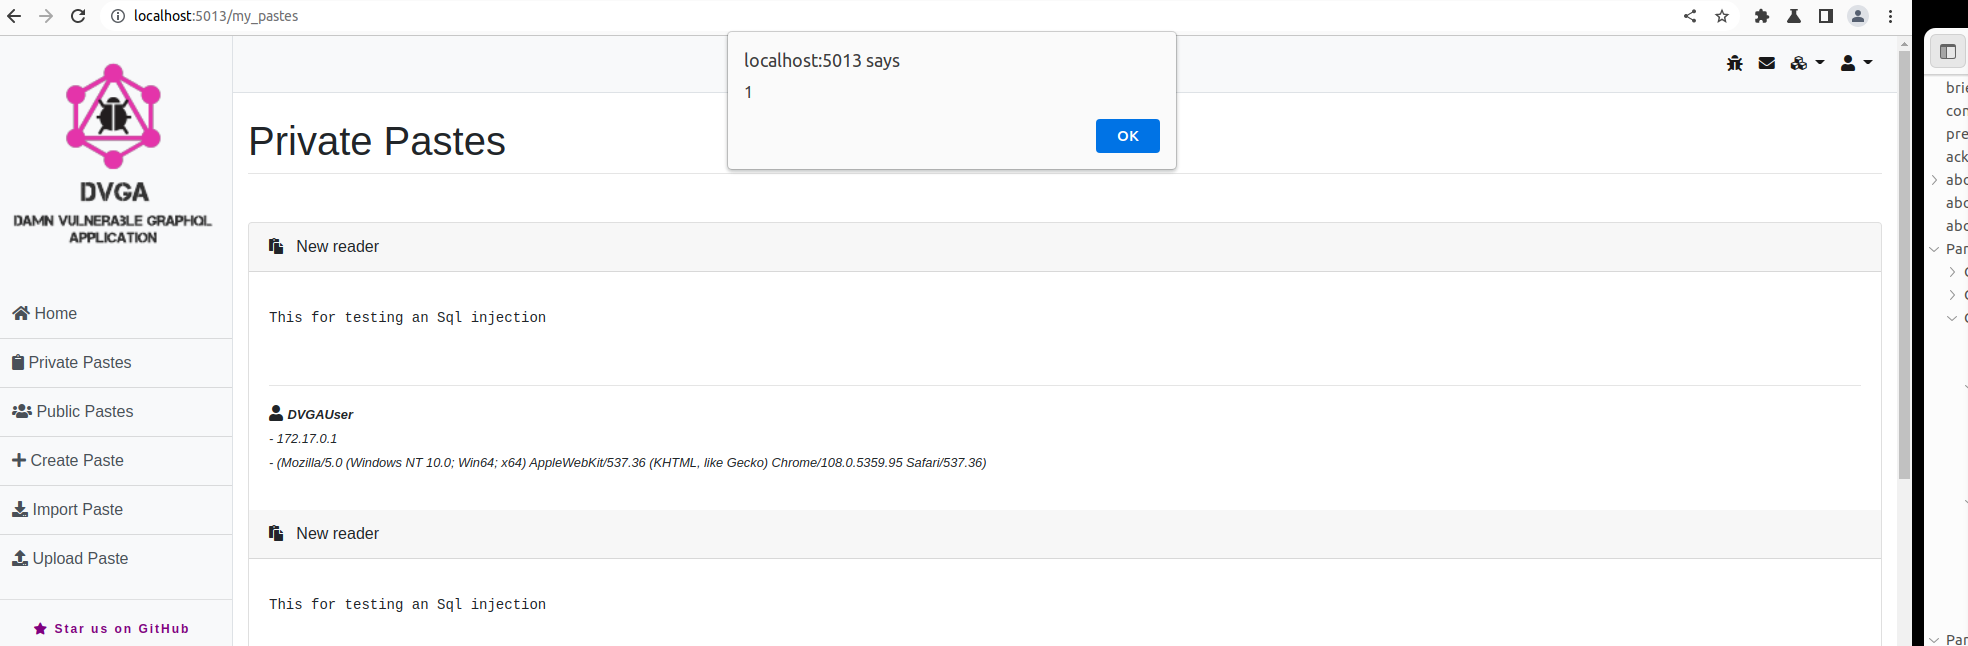 localhost:5013/my_pastes
localhost:5013 says
1
OK
DVGA
DAMN VULNERABLE GRAPHQL
APPLICATION
Home
Private Pastes
Public Pastes
Create Paste
Import Paste
Upload Paste
Star us on GitHub
Private Pastes
New reader
This for testing an Sql injection
DVGAUser
- 172.17.0.1
- (Mozilla/5.0 (Windows NT 10.0; Win64; x64) AppleWebKit/537.36 (KHTML, like Gecko) Chrome/108.0.5359.95 Safari/537.36)
New reader
This for testing an Sql injection
brie
con
pre
ack
abo
abo
abo
Par
Par